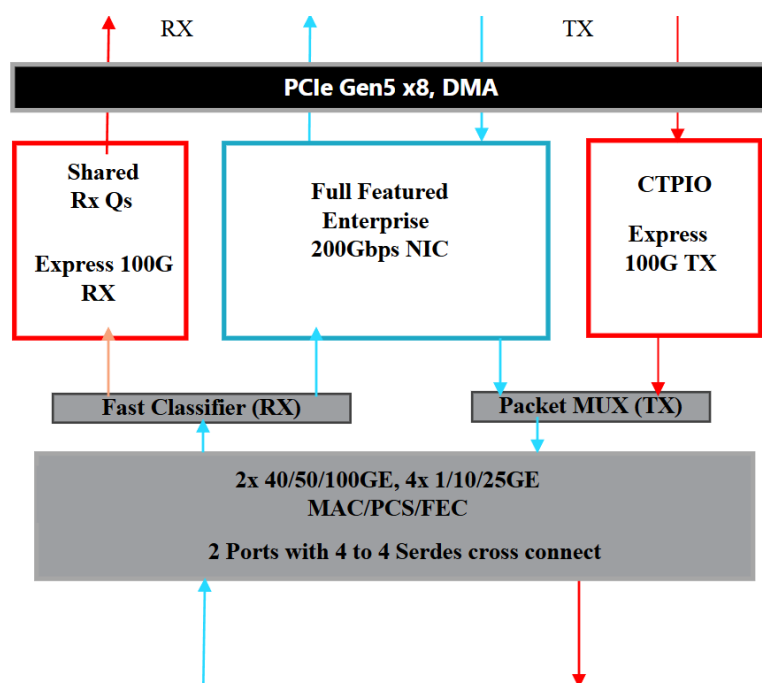 RX
TX
PCIe Gen5 x8, DMA
Shared
Rx Qs
Express 100G
RX
Full Featured
Enterprise
200Gbps NIC
CTPIO
Express
100G TX
Fast Classifier (RX)
Packet MUX (TX)
2x 40/50/100GE, 4x 1/10/25GE
MAC/PCS/FEC
2 Ports with 4 to 4 Serdes cross connect